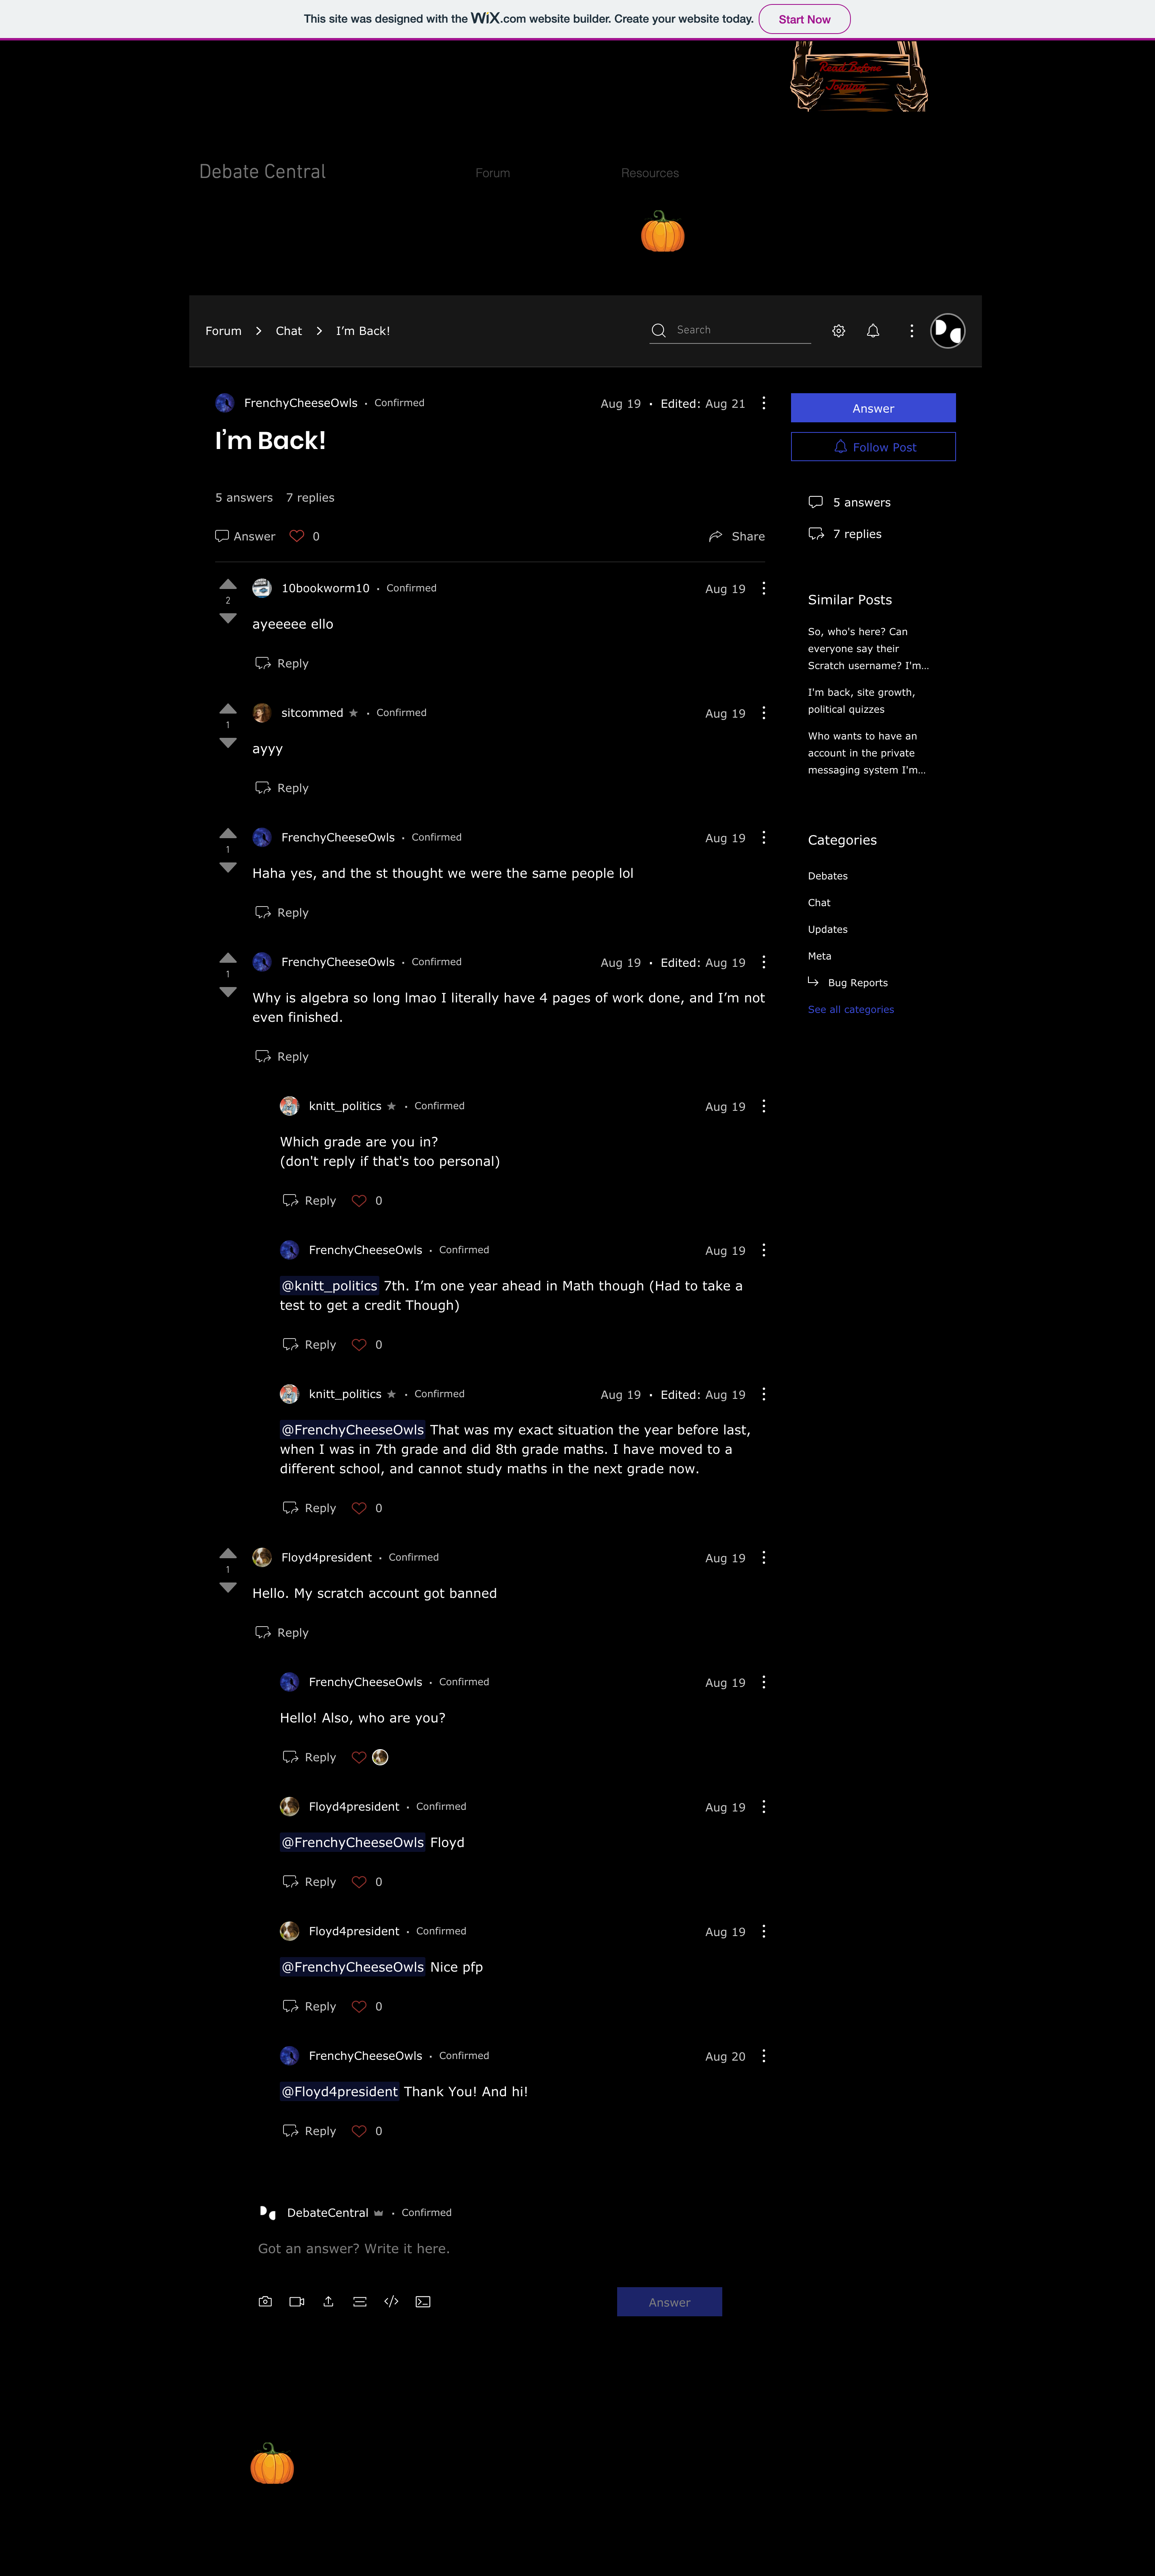 This site was designed with the WiX.com website builder. Create your website today. Start Now
Read Before
Joining
Debate Central
Forum
Resources
Forum Chat I'm Back!
Search
FrenchyCheeseOwls · Confirmed
Aug 19 • Edited: Aug 21
I'm Back!
5 answers 7 replies
Answer 0
Share
10bookworm10 · Confirmed
Aug 19
2
ayeeeee ello
Reply
sitcommed · Confirmed
Aug 19
1
ayyy
Reply
FrenchyCheeseOwls · Confirmed
Aug 19
1
Haha yes, and the st thought we were the same people lol
Reply
FrenchyCheeseOwls · Confirmed
Aug 19 • Edited: Aug 19
1
Why is algebra so long lmao I literally have 4 pages of work done, and I'm not
even finished.
Reply
knitt_politics · Confirmed
Aug 19
Which grade are you in?
(don't reply if that's too personal)
Reply 0
FrenchyCheeseOwls · Confirmed
Aug 19
@knitt_politics 7th. I'm one year ahead in Math though (Had to take a
test to get a credit Though)
Reply 0
knitt_politics · Confirmed
Aug 19 • Edited: Aug 19
@FrenchyCheeseOwls That was my exact situation the year before last,
when I was in 7th grade and did 8th grade maths. I have moved to a
different school, and cannot study maths in the next grade now.
Reply 0
Floyd4president · Confirmed
Aug 19
1
Hello. My scratch account got banned
Reply
FrenchyCheeseOwls · Confirmed
Aug 19
Hello! Also, who are you?
Reply
Floyd4president · Confirmed
Aug 19
@FrenchyCheeseOwls Floyd
Reply 0
Floyd4president · Confirmed
Aug 19
@FrenchyCheeseOwls Nice pfp
Reply 0
FrenchyCheeseOwls · Confirmed
Aug 20
@Floyd4president Thank You! And hi!
Reply 0
DebateCentral · Confirmed
Got an answer? Write it here.
Answer
Answer
Follow Post
5 answers
7 replies
Similar Posts
So, who's here? Can
everyone say their
Scratch username? I'm...
I'm back, site growth,
political quizzes
Who wants to have an
account in the private
messaging system I'm...
Categories
Debates
Chat
Updates
Meta
Bug Reports
See all categories